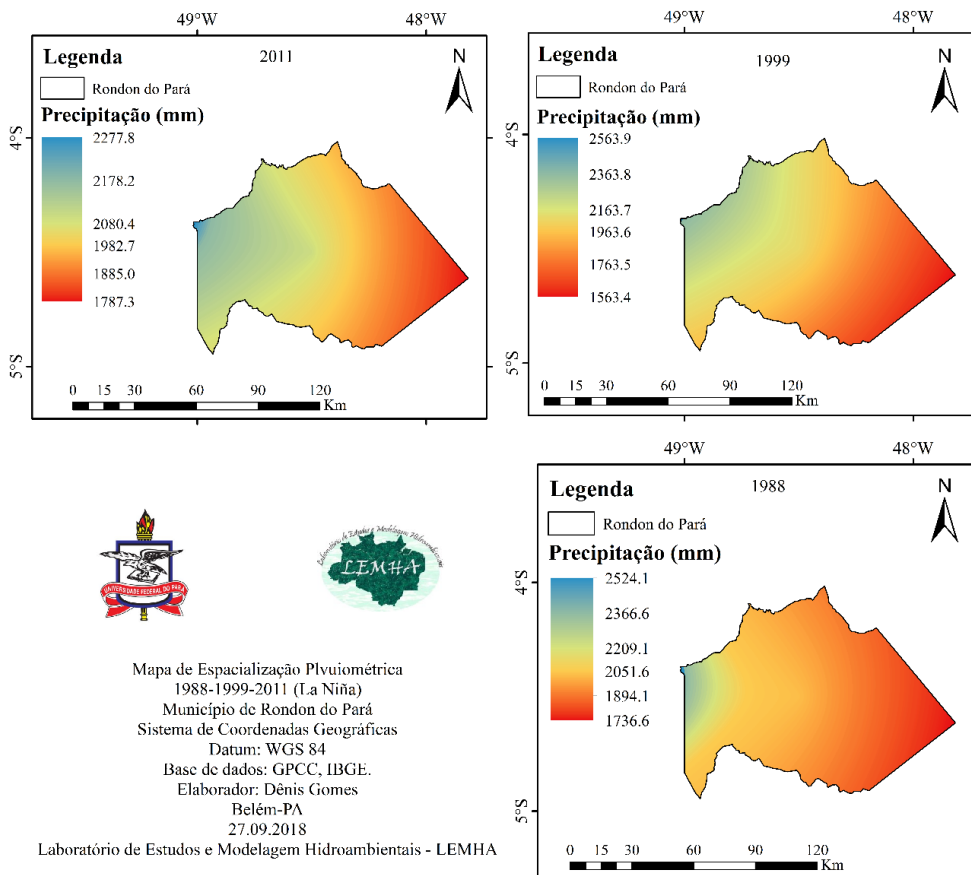 49°W
48°W
Legenda
2011
N
Rondon do Pará
Precipitação (mm)
2277.8
2178.2
2080.4
1982.7
1885.0
1787.3
4°S
5°S
0 15 30 60 90 120
Km
49°W
48°W
Legenda
1999
N
Rondon do Pará
Precipitação (mm)
2563.9
2363.8
2163.7
1963.6
1763.5
1563.4
4°S
5°S
0 15 30 60 90 120
Km
49°W
48°W
Legenda
1988
N
Rondon do Pará
Precipitação (mm)
2524.1
2366.6
2209.1
2051.6
1894.1
1736.6
4°S
5°S
0 15 30 60 90 120
Km
UNIVERSIDADE FEDERAL DO PARÁ
Laboratório de Estudos e Modelagem Hidroambientais
LEMHA
Mapa de Espacialização Plvuiométrica
1988-1999-2011 (La Niña)
Município de Rondon do Pará
Sistema de Coordenadas Geográficas
Datum: WGS 84
Base de dados: GPCC, IBGE.
Elaborador: Dênis Gomes
Belém-PA
27.09.2018
Laboratório de Estudos e Modelagem Hidroambientais - LEMHA